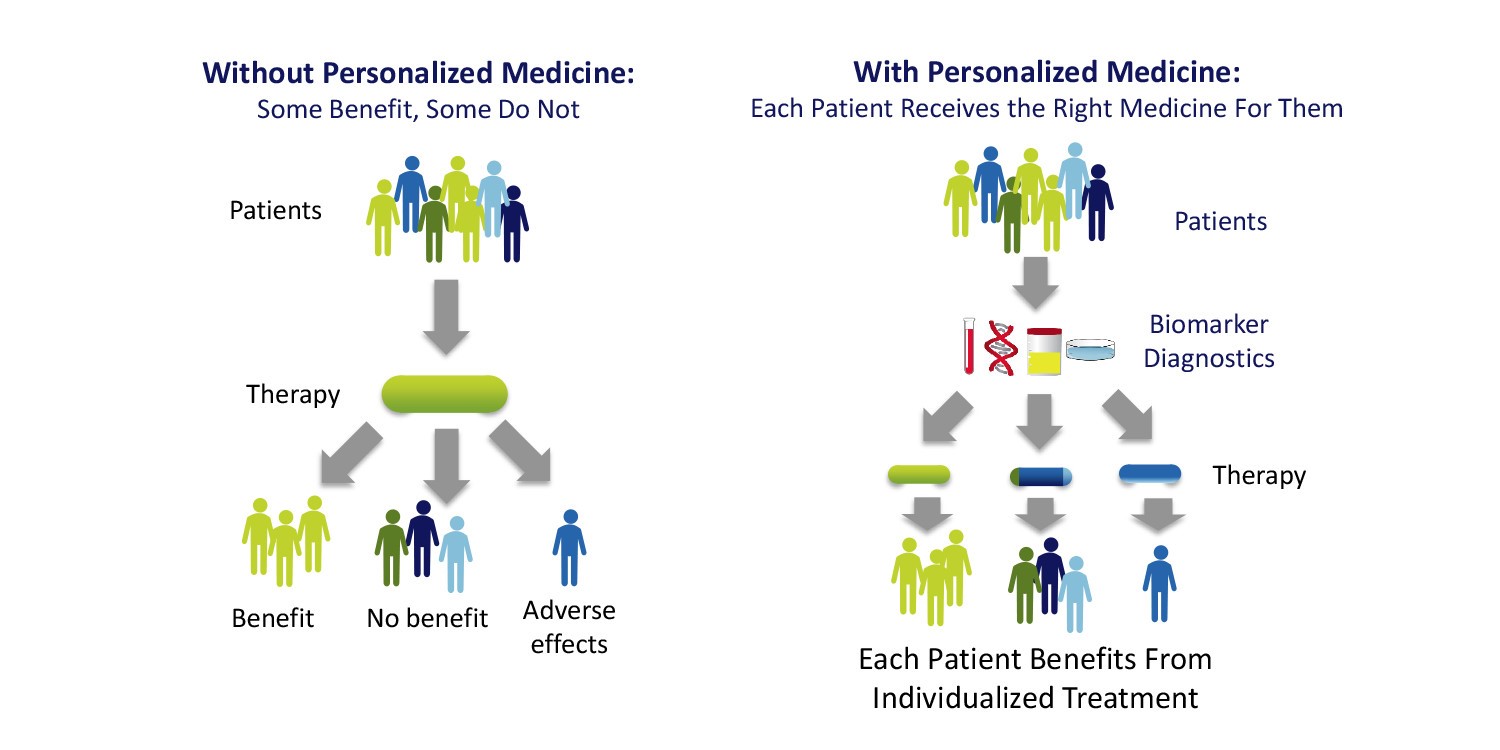 Without Personalized Medicine:
Some Benefit, Some Do Not
Patients
Therapy
Benefit
No benefit
Adverse
effects
With Personalized Medicine:
Each Patient Receives the Right Medicine For Them
Patients
Biomarker
Diagnostics
Therapy
Each Patient Benefits From
Individualized Treatment